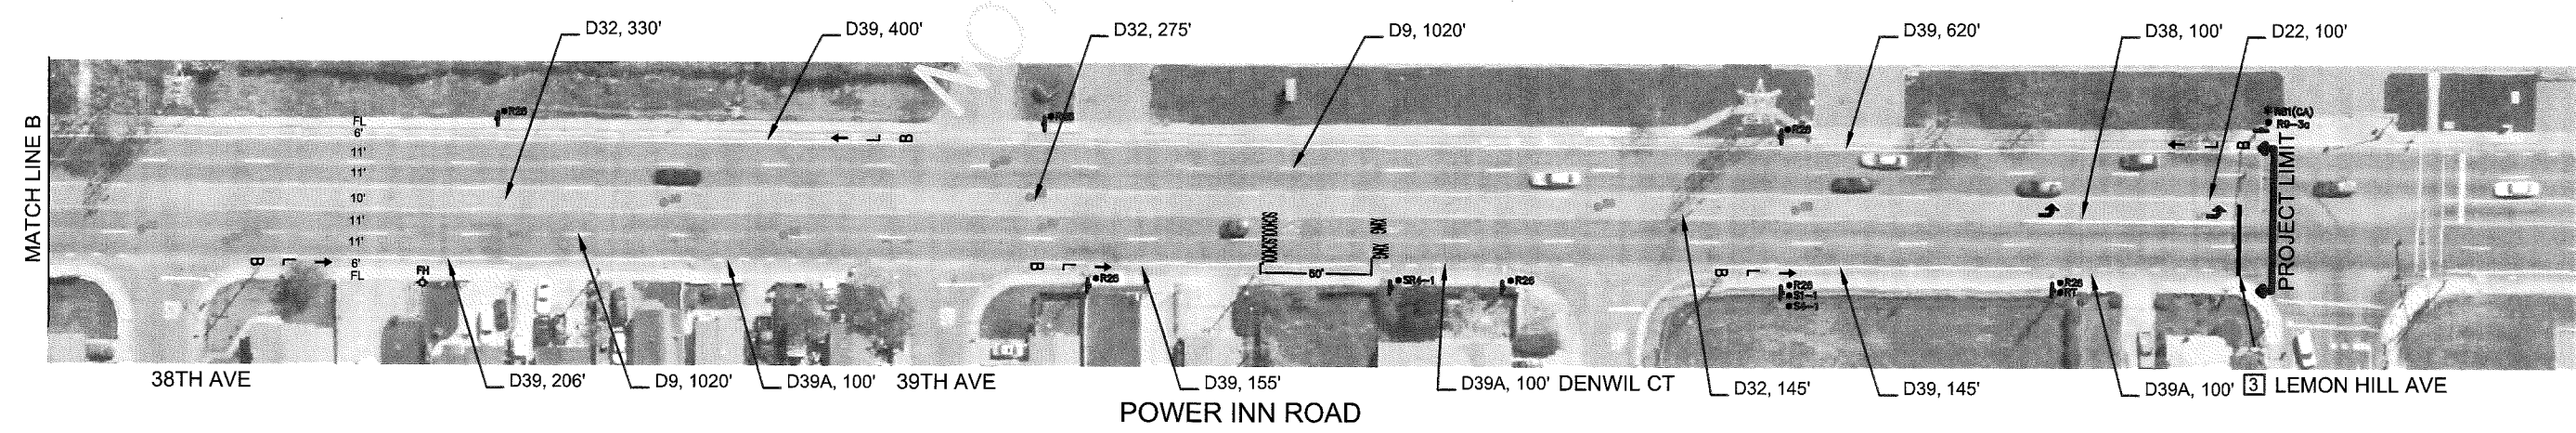 D32, 330'
D39, 400'
D32, 275'
D9, 1020'
D39, 620'
D38, 100'
D22, 100'
MATCH LINE B
FL
6'
11'
11'
10'
11'
11'
6'
FL
R26
B L
R26
R81(CA)
R9-3a
B L
PROJECT LIMIT
B L
FH
B L
R26
50'
XING
XING
SR4-1
R26
B L
R26
S1-1
S4-1
R26
R7
38TH AVE
D39, 206'
D9, 1020'
D39A, 100'
39TH AVE
D39, 155'
D39A, 100'
DENWIL CT
D32, 145'
D39, 145'
D39A, 100'
3
LEMON HILL AVE
POWER INN ROAD